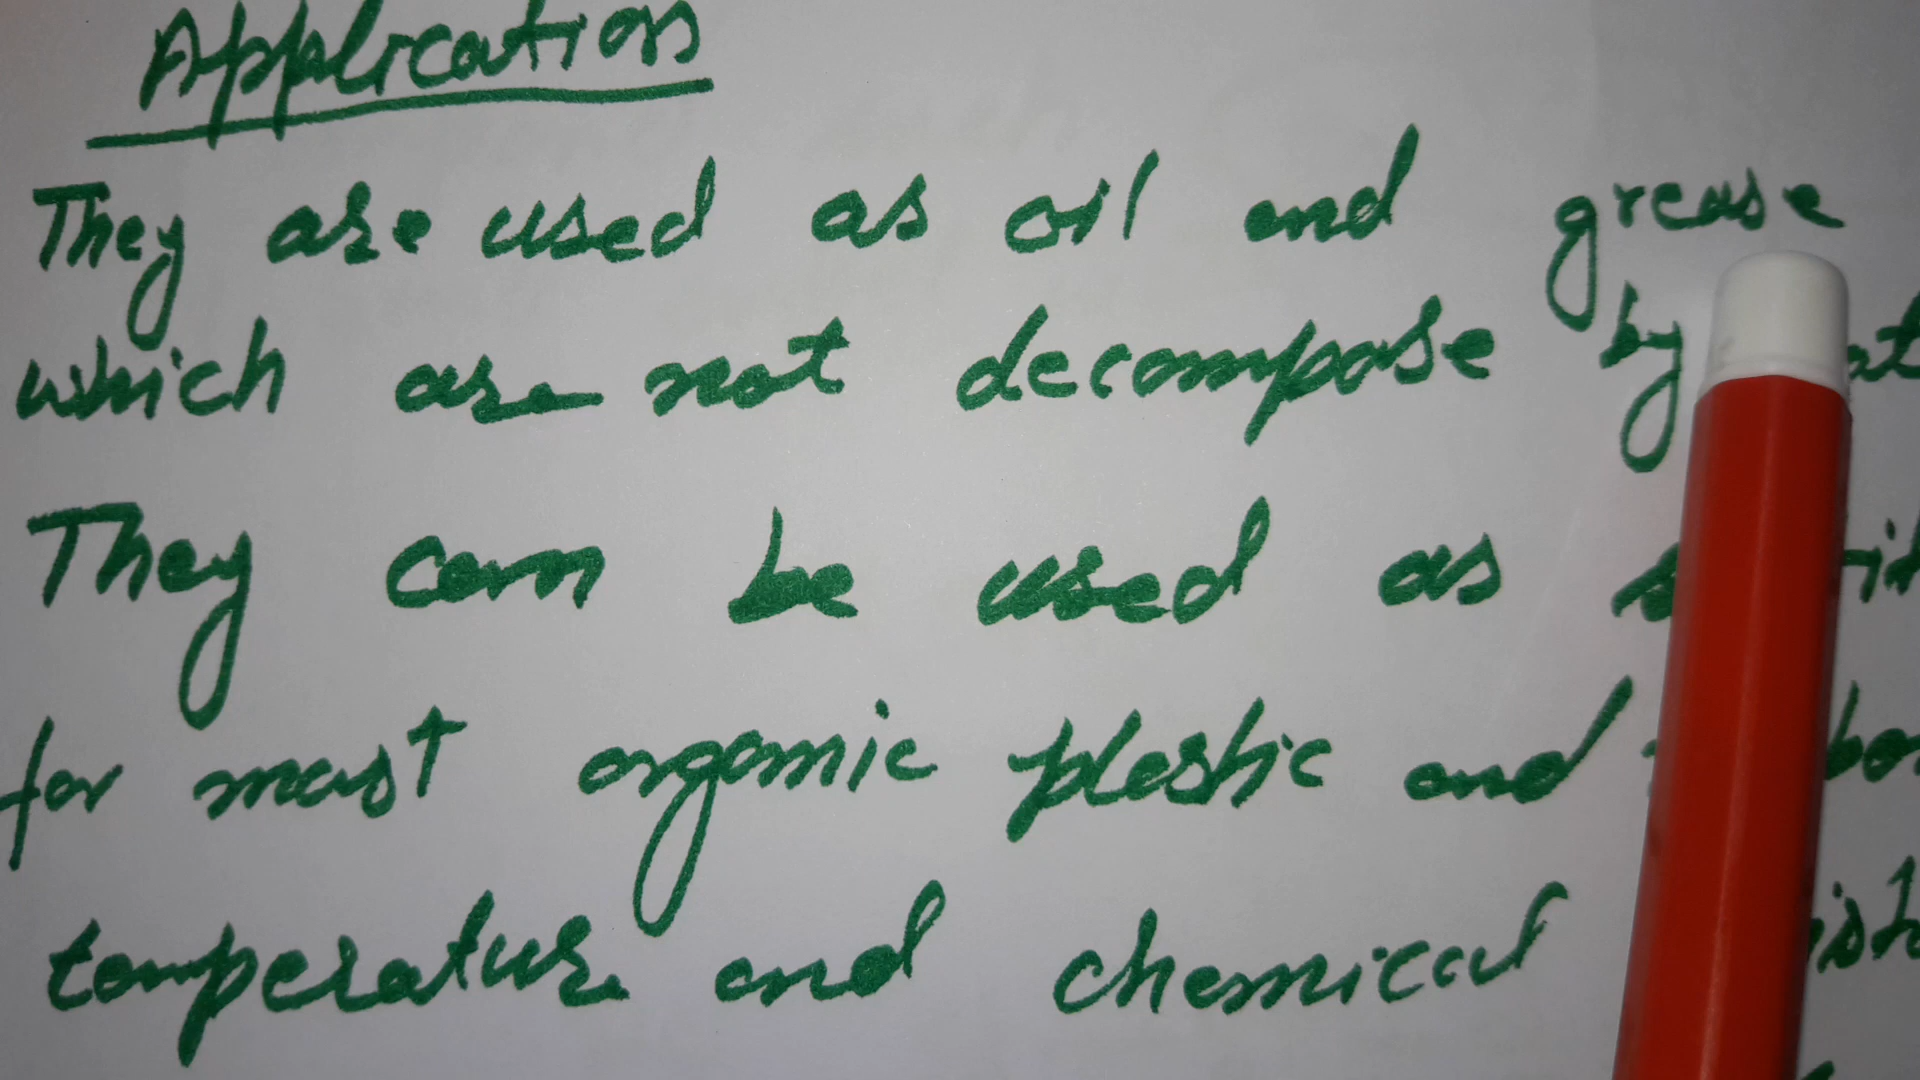 Application
They are used as oil and grease
which are not decompose by
They can be used as
for most organic plastic and
temperature and chemical